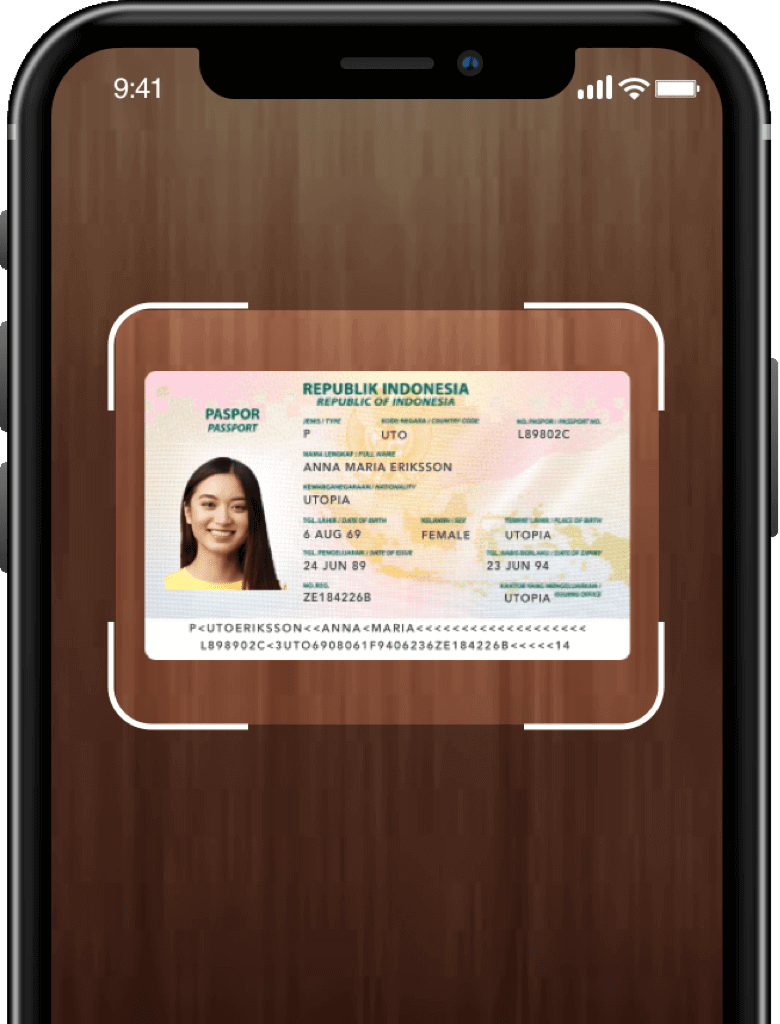 9:41
REPUBLIK INDONESIA
REPUBLIC OF INDONESIA
PASPOR
PASSPORT
JENIS / TYPE KODE NEGARA / COUNTRY CODE NO. PASPOR / PASSPORT NO.
P UTO L89802C
NAMA LENGKAP / FULL NAME
ANNA MARIA ERIKSSON
KEWARGANEGARAAN / NATIONALITY
UTOPIA
TGL. LAHIR / DATE OF BIRTH KELAMIN / SEX TEMPAT LAHIR / PLACE OF BIRTH
6 AUG 69 FEMALE UTOPIA
TGL. PENGELUARAN / DATE OF ISSUE TGL. HABIS BERLAKU / DATE OF EXPIRY
24 JUN 89 23 JUN 94
NO. REG. KANTOR YANG MENGELUARKAN /
ISSUING OFFICE
ZE184226B UTOPIA
P<UTOERIKSSON<<ANNA<MARIA<<<<<<<<<<<<<<<<<<<
L898902C<3UTO6908061F9406236ZE184226B<<<<<14